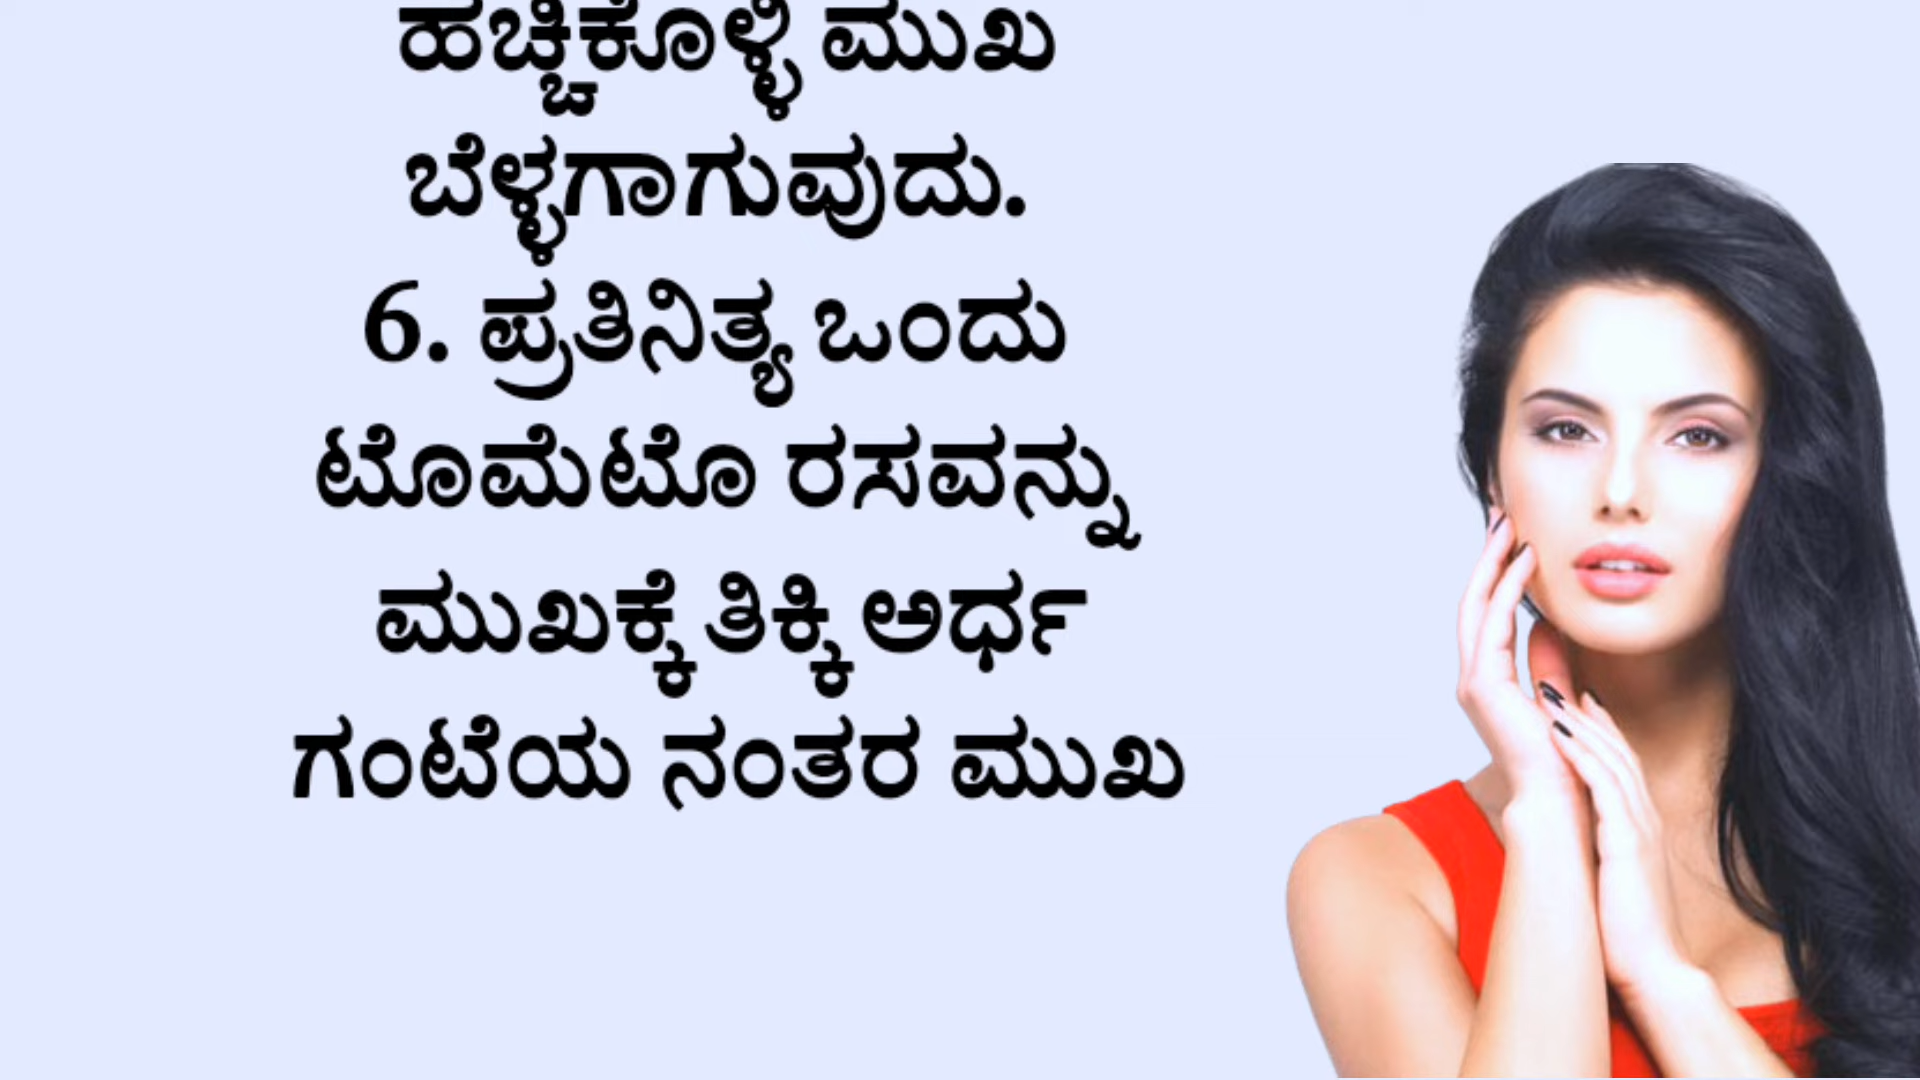 ಹಚ್ಚಿಕೊಳ್ಳಿ ಮುಖ
ಬೆಳ್ಳಗಾಗುವುದು.
6. ಪ್ರತಿನಿತ್ಯ ಒಂದು
ಟೊಮೆಟೊ ರಸವನ್ನು
ಮುಖಕ್ಕೆ ತಿಕ್ಕಿ ಅರ್ಧ
ಗಂಟೆಯ ನಂತರ ಮುಖ